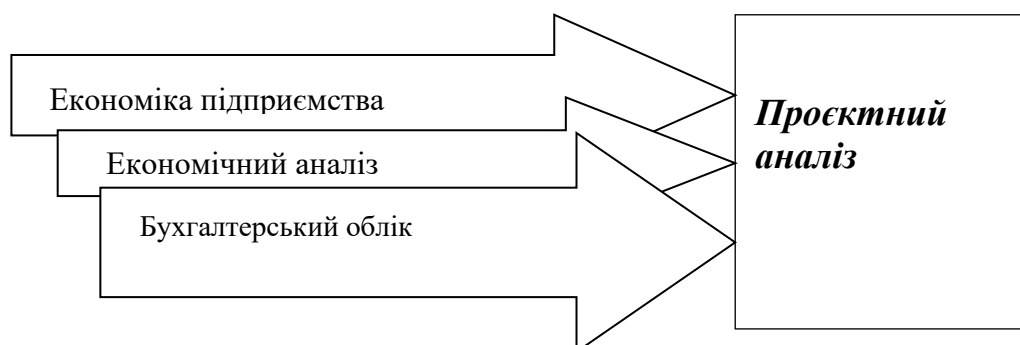 Економіка підприємства
Економічний аналіз
Бухгалтерський облік
Проєктний
аналіз